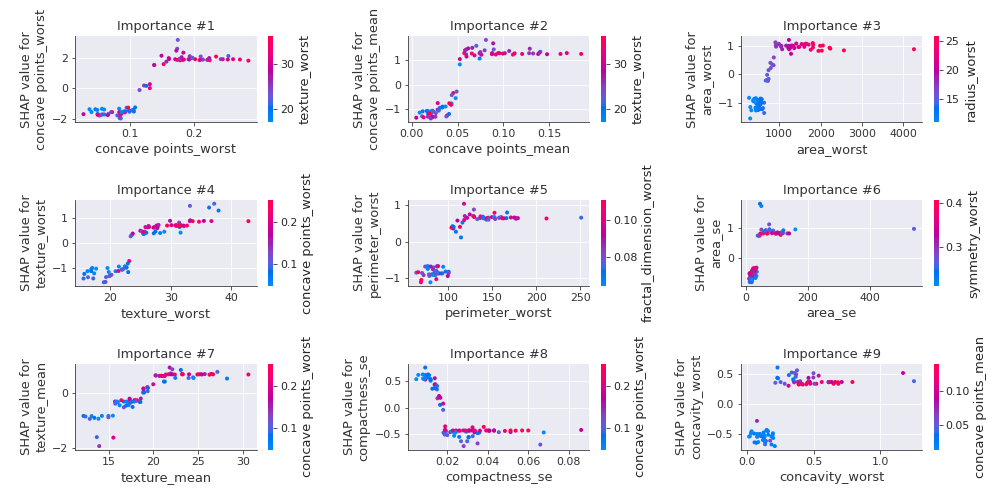 Importance #1
SHAP value for
concave points_worst
2
0
−2
0.1
0.2
concave points_worst
30
20
texture_worst
Importance #2
SHAP value for
concave points_mean
1
0
−1
0.00
0.05
0.10
0.15
concave points_mean
30
20
texture_worst
Importance #3
SHAP value for
area_worst
1
0
−1
1000
2000
3000
4000
area_worst
25
20
15
radius_worst
Importance #4
SHAP value for
texture_worst
1
0
−1
20
30
40
texture_worst
0.2
0.1
concave points_worst
Importance #5
SHAP value for
perimeter_worst
1
0
−1
50
100
150
200
250
perimeter_worst
0.10
0.08
fractal_dimension_worst
Importance #6
SHAP value for
area_se
1
0
0
200
400
area_se
0.4
0.3
symmetry_worst
Importance #7
SHAP value for
texture_mean
0
−2
15
20
25
30
texture_mean
0.2
0.1
concave points_worst
Importance #8
SHAP value for
compactness_se
0.5
0.0
−0.5
0.02
0.04
0.06
0.08
compactness_se
0.2
0.1
concave points_worst
Importance #9
SHAP value for
concavity_worst
0.5
0.0
−0.5
0.0
0.5
1.0
concavity_worst
0.10
0.05
concave points_mean